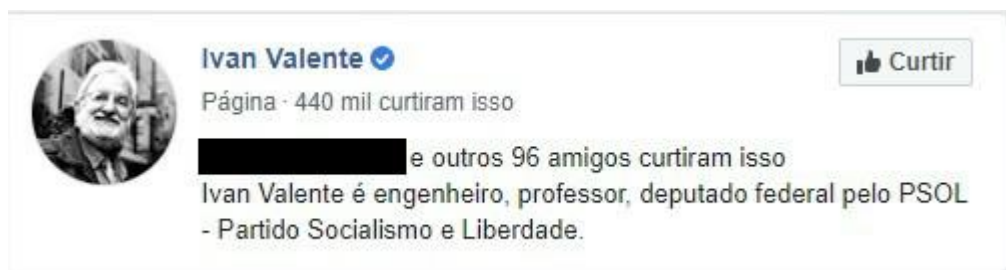 Ivan Valente
Curtir
Página · 440 mil curtiram isso
e outros 96 amigos curtiram isso
Ivan Valente é engenheiro, professor, deputado federal pelo PSOL
- Partido Socialismo e Liberdade.